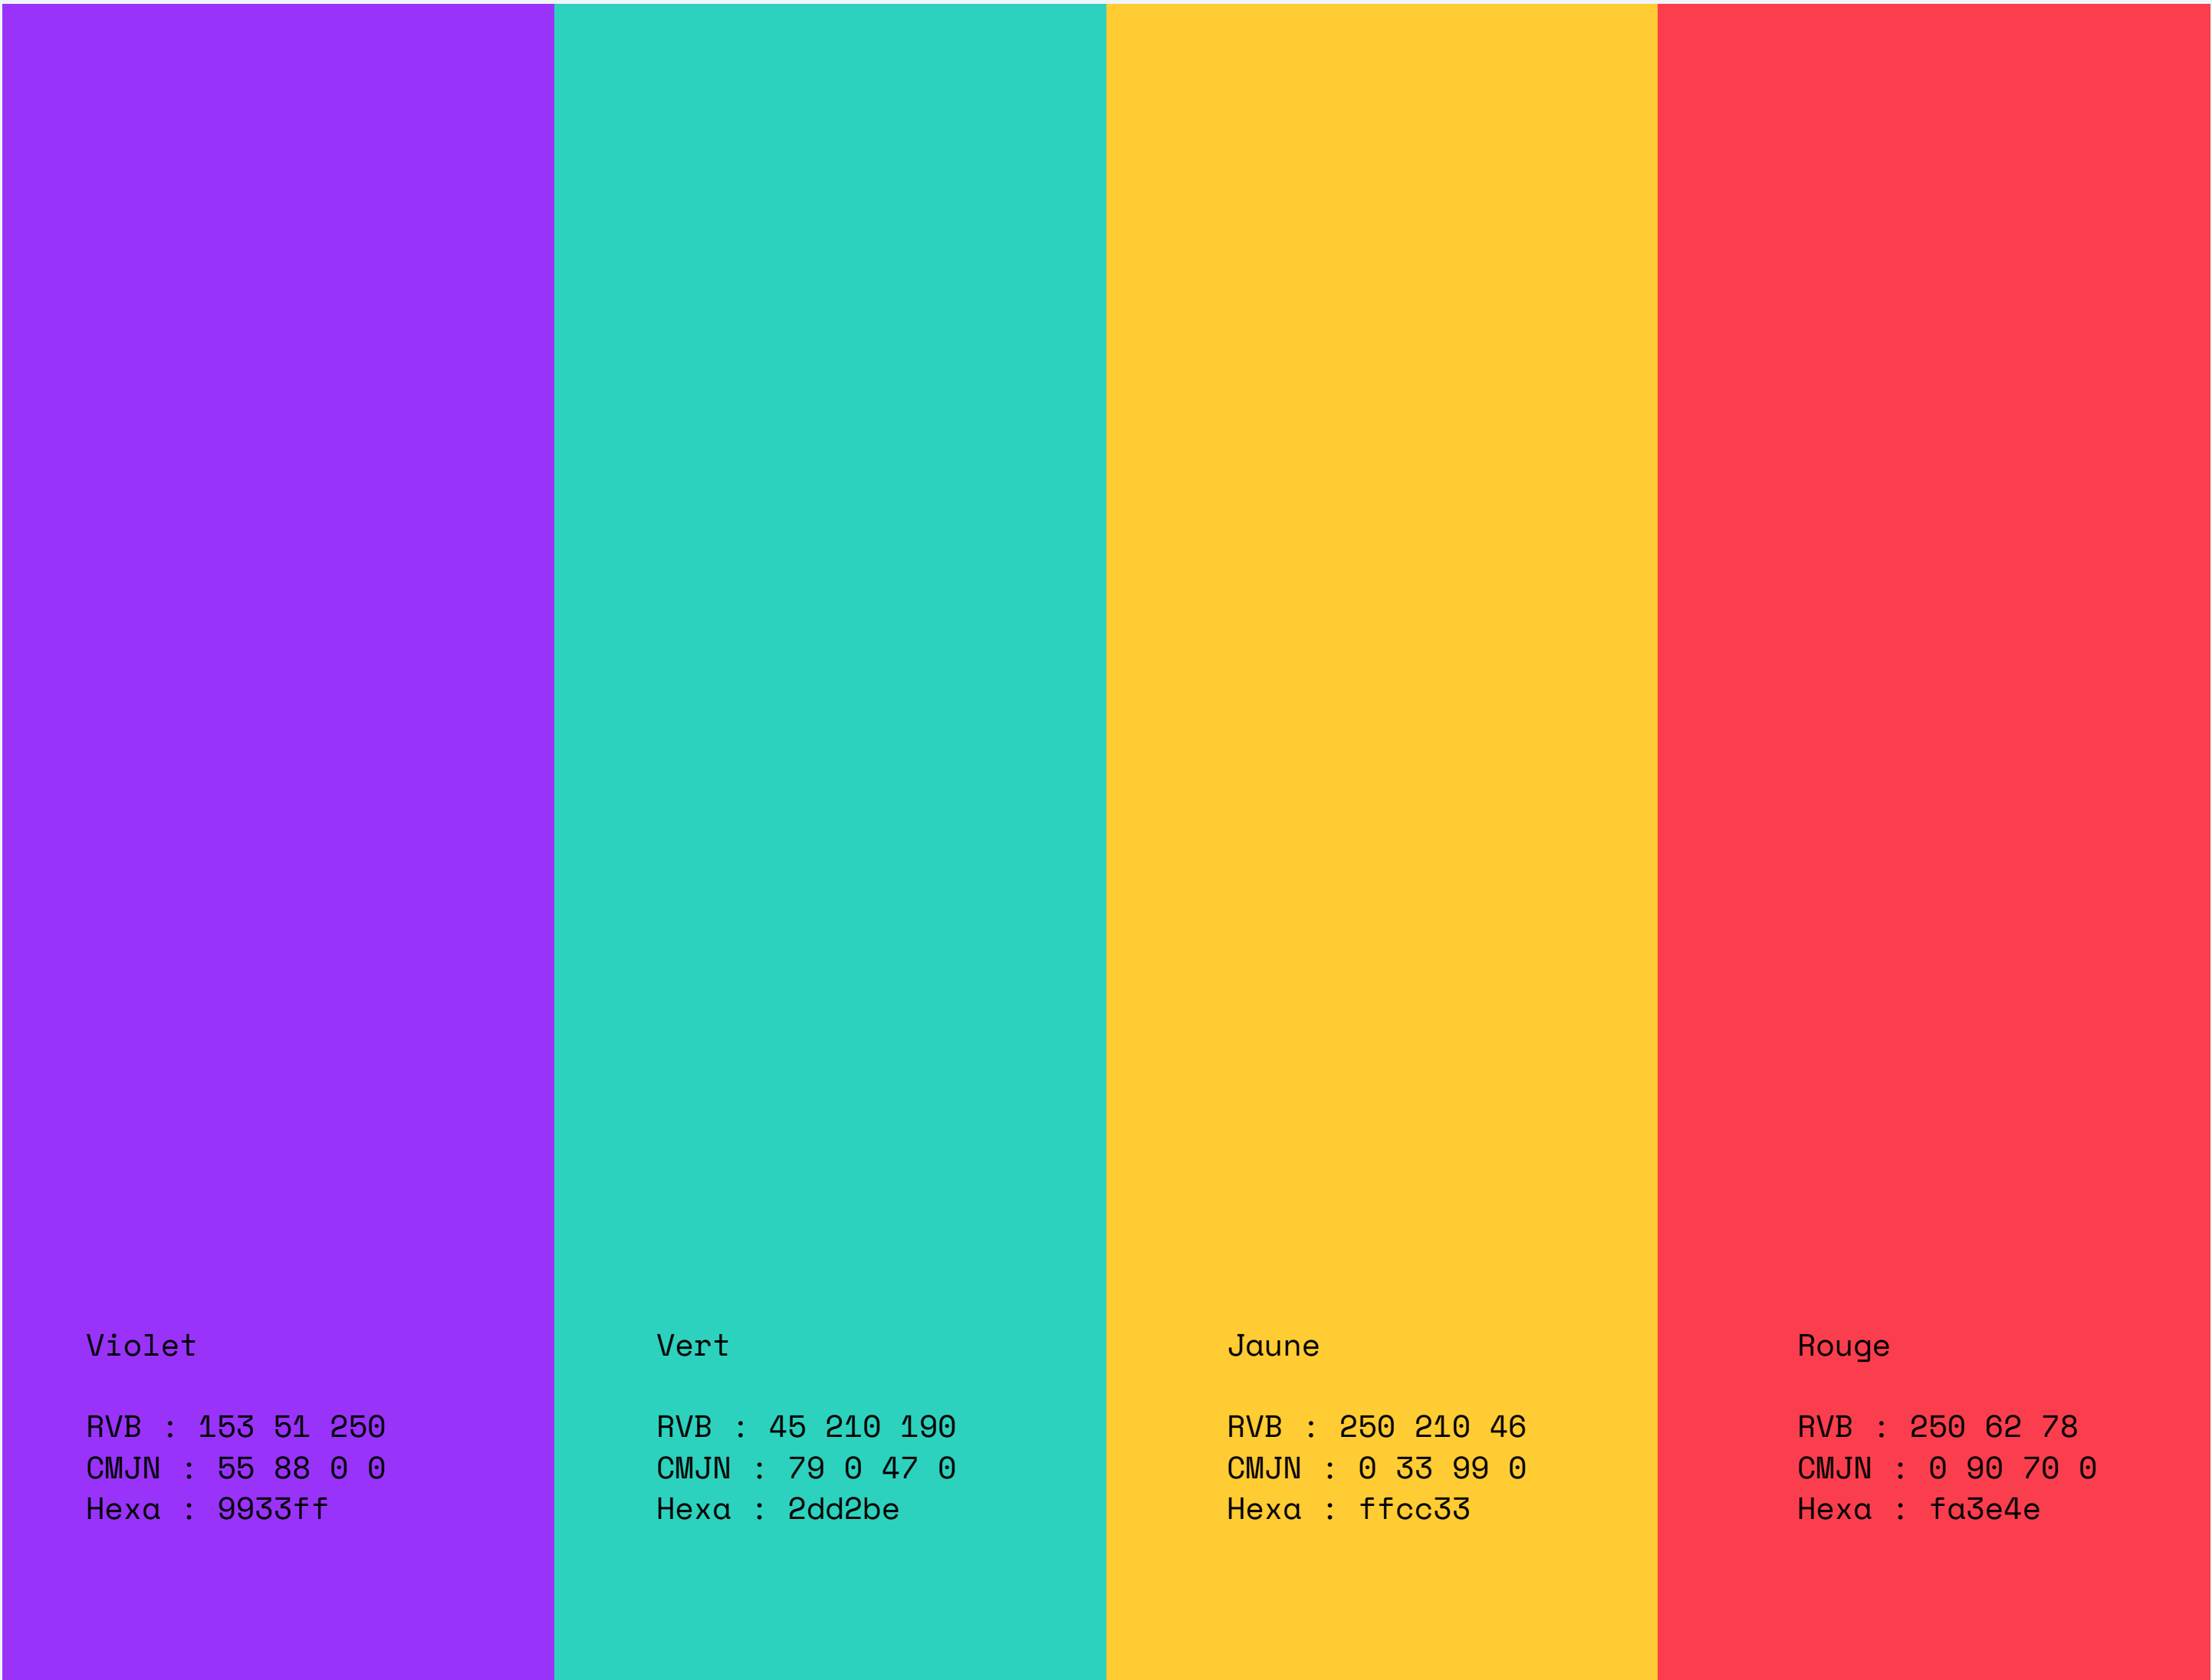 Violet
RVB : 153 51 250
CMJN : 55 88 0 0
Hexa : 9933ff
Vert
RVB : 45 210 190
CMJN : 79 0 47 0
Hexa : 2dd2be
Jaune
RVB : 250 210 46
CMJN : 0 33 99 0
Hexa : ffcc33
Rouge
RVB : 250 62 78
CMJN : 0 90 70 0
Hexa : fa3e4e